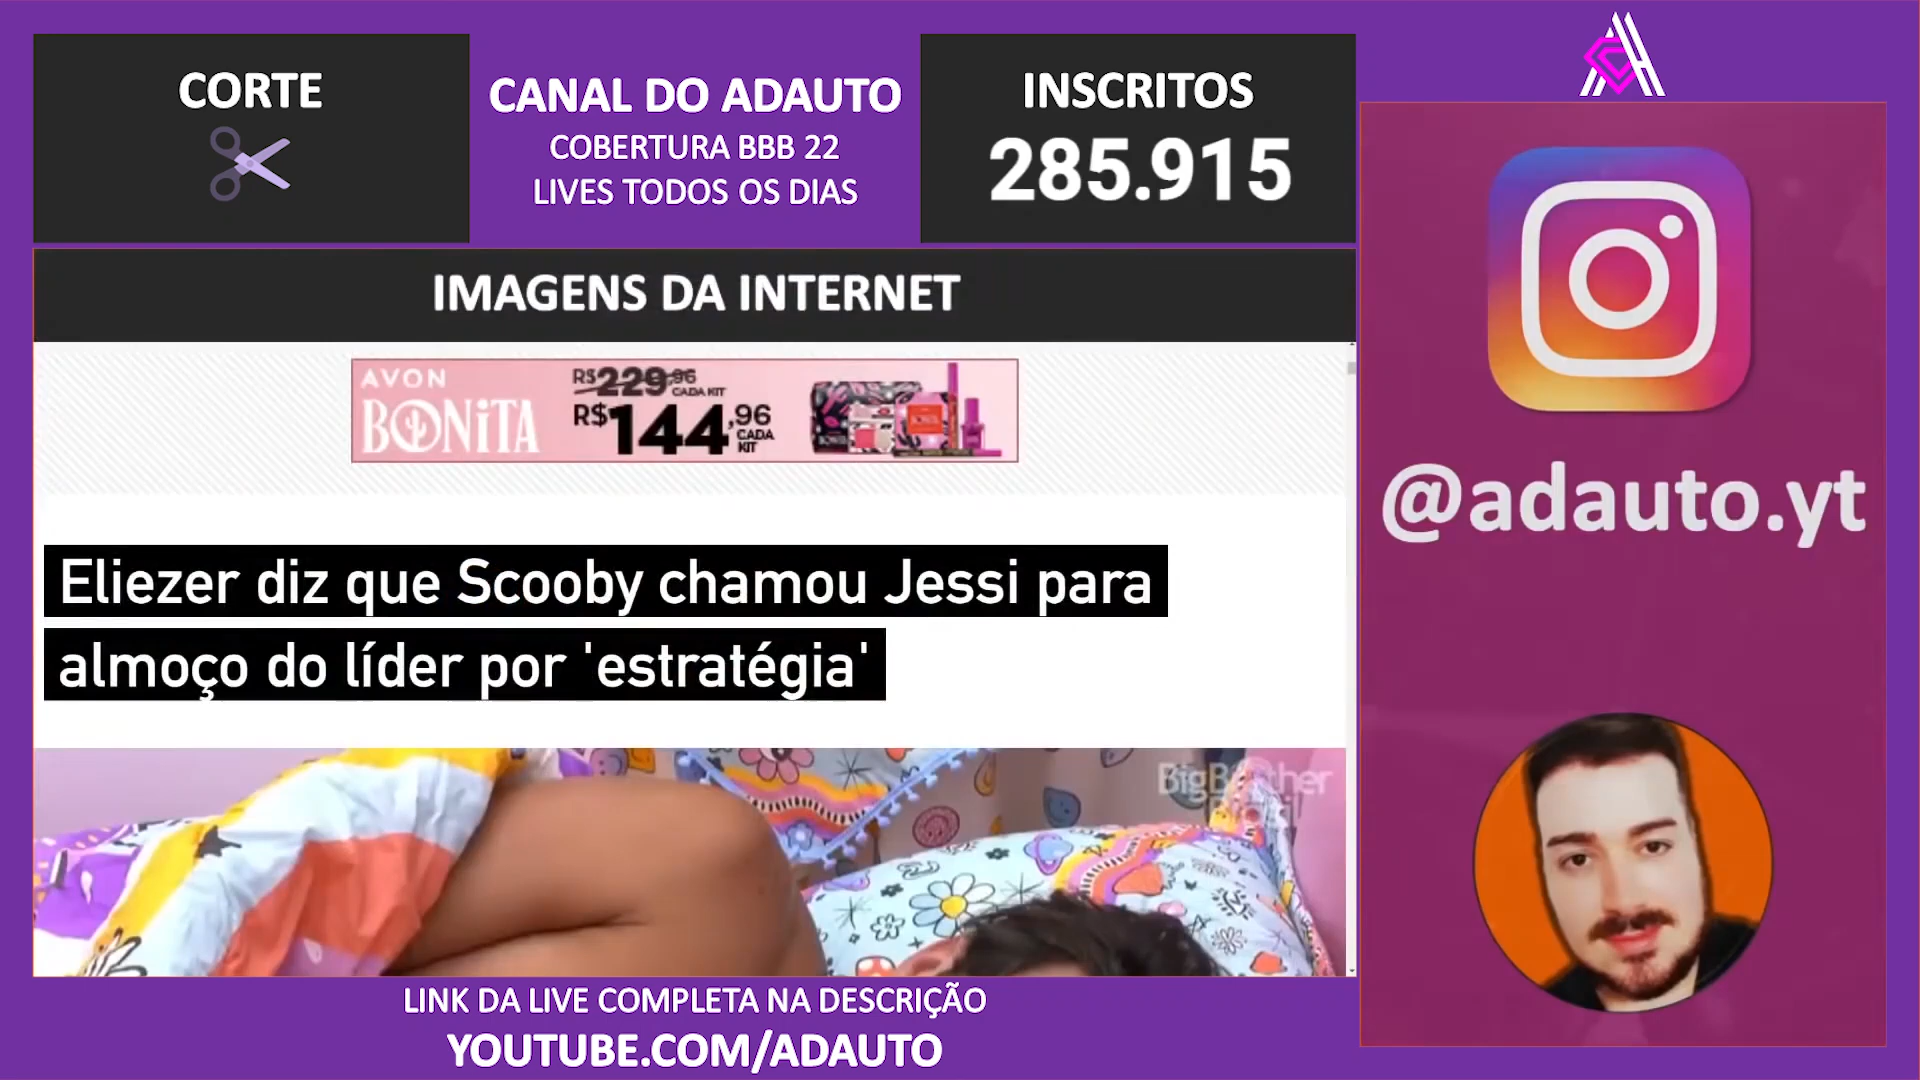 CORTE
CANAL DO ADAUTO
COBERTURA BBB 22
LIVES TODOS OS DIAS
INSCRITOS
285.915
IMAGENS DA INTERNET
AVON
BONiTA
R$229,96
CADA KIT
R$144,96
CADA
KIT
Eliezer diz que Scooby chamou Jessi para
almoço do líder por 'estratégia'
BigBrother
Brasil
LINK DA LIVE COMPLETA NA DESCRIÇÃO
YOUTUBE.COM/ADAUTO
@adauto.yt